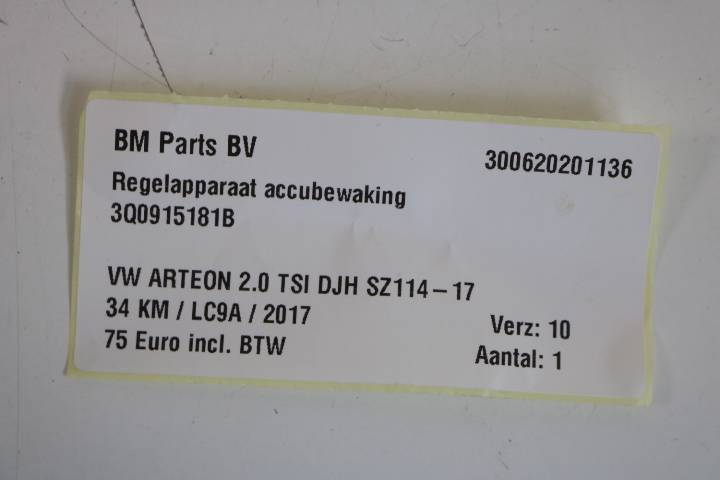 BM Parts BV 300620201136
Regelapparaat accubewaking
3Q0915181B
VW ARTEON 2.0 TSI DJH SZ114-17
34 KM / LC9A / 2017 Verz: 10
75 Euro incl. BTW Aantal: 1